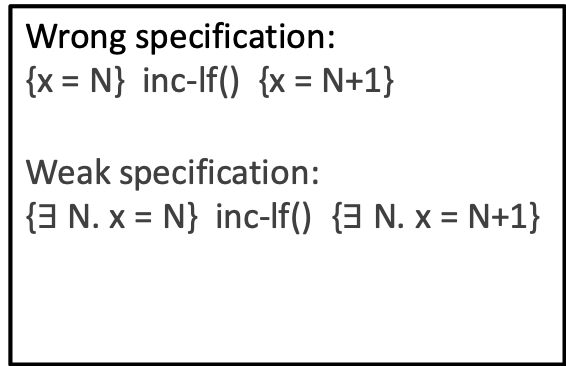 Wrong specification:
{x = N} inc-lf() {x = N+1}
Weak specification:
{∃ N. x = N} inc-lf() {∃ N. x = N+1}